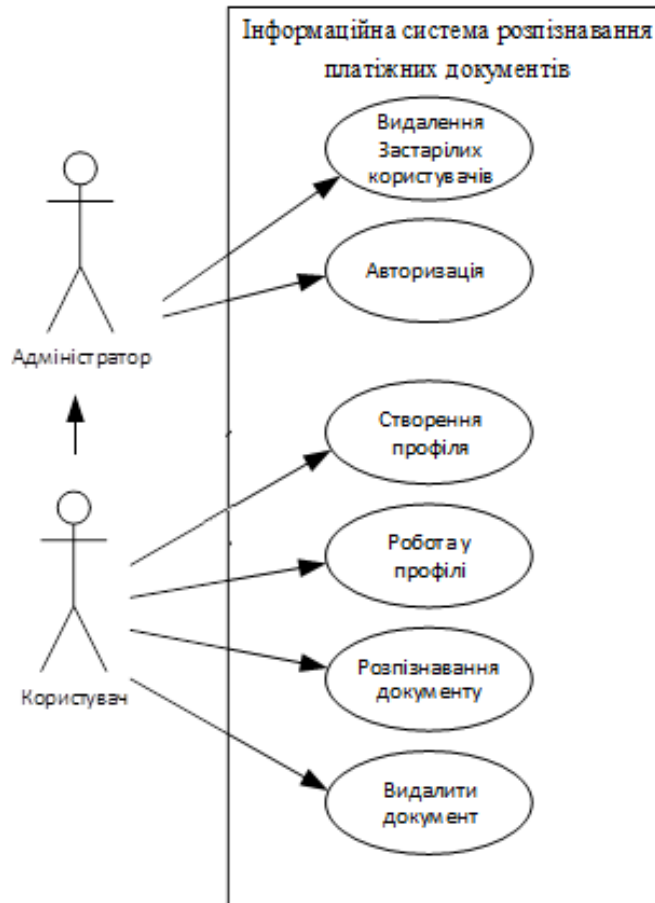 Інформаційна система розпізнавання
платіжних документів
Видалення
Застарілих
користувачів
Авторизація
Адміністратор
Створення
профіля
Робота у
профілі
Розпізнавання
документу
Користувач
Видалити
документ